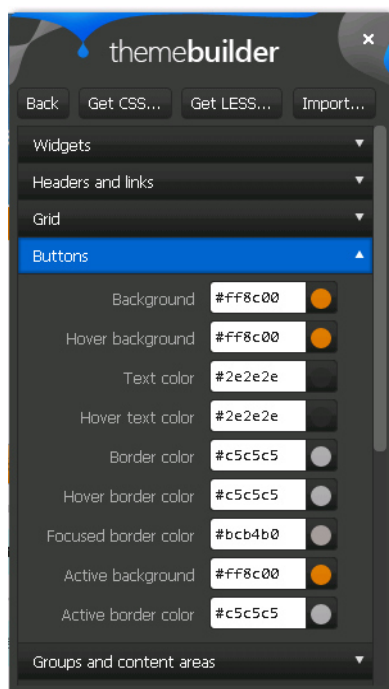 themebuilder
Back Get CSS... Get LESS... Import...
Widgets
Headers and links
Grid
Buttons
Background #ff8c00
Hover background #ff8c00
Text color #2e2e2e
Hover text color #2e2e2e
Border color #c5c5c5
Hover border color #c5c5c5
Focused border color #bcb4b0
Active background #ff8c00
Active border color #c5c5c5
Groups and content areas